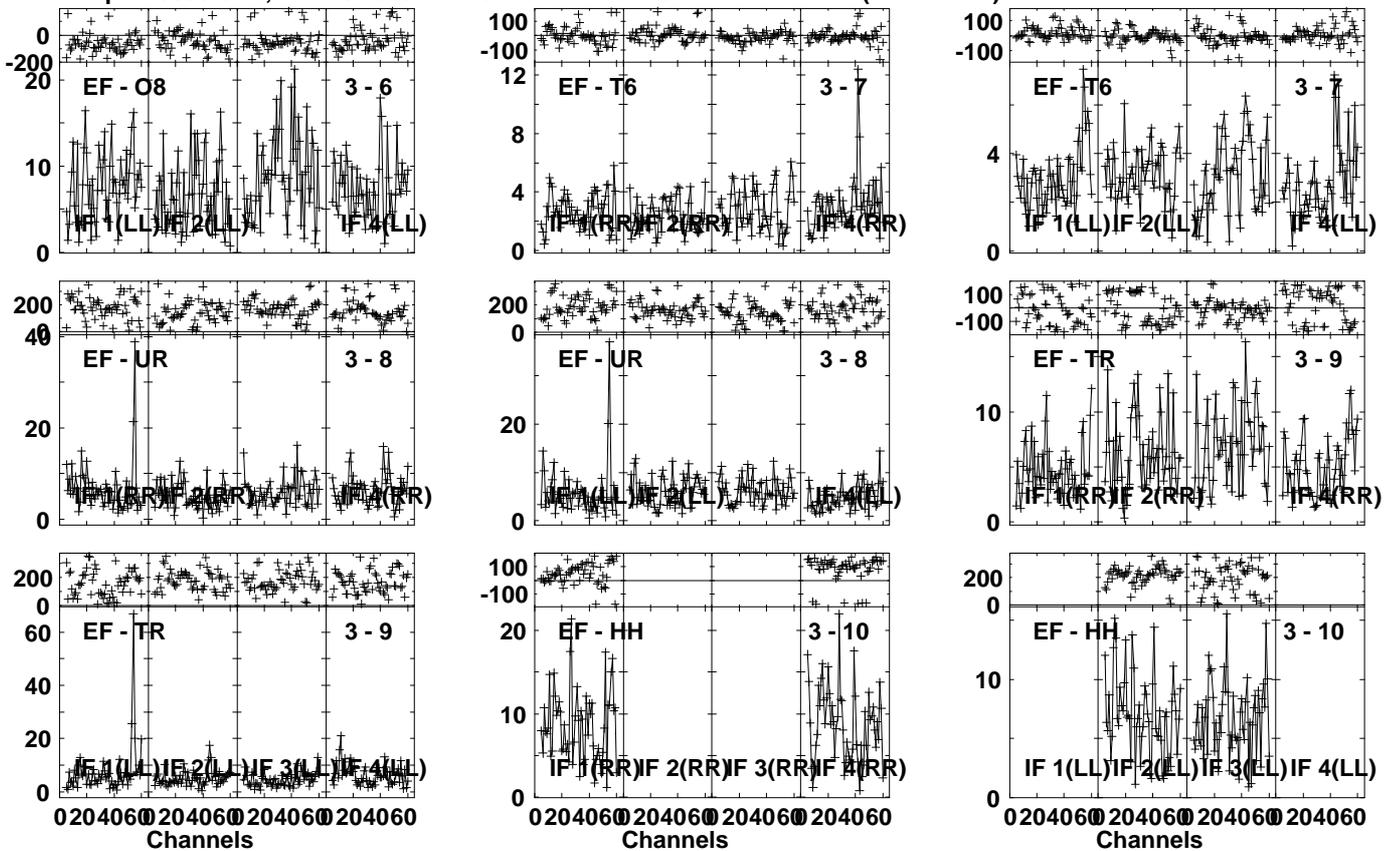 100 100
0 0 0
-200 -100 -100
20 EF - O8 3 - 6 12 EF - T6 3 - 7 EF - T6 3 - 7
8
10 4 4
IF 1(LL) IF 2(LL) IF 4(LL) IF 1(RR) IF 2(RR) IF 4(RR) IF 1(LL) IF 2(LL) IF 4(LL)
0 0 0
200 200 100
0 0 -100
40 EF - UR 3 - 8 EF - UR 3 - 8 EF - TR 3 - 9
20 20 10
IF 1(RR) IF 2(RR) IF 4(RR) IF 1(LL) IF 2(LL) IF 4(LL) IF 1(RR) IF 2(RR) IF 4(RR)
0 0 0
200 100 200
0 -100 0
60 EF - TR 3 - 9 20 EF - HH 3 - 10 EF - HH 3 - 10
40 10 10
20
IF 1(LL) IF 2(LL) IF 3(LL) IF 4(LL) IF 1(RR) IF 2(RR) IF 3(RR) IF 4(RR) IF 1(LL) IF 2(LL) IF 3(LL) IF 4(LL)
0 0 0
0 20 40 60 0 20 40 60 0 20 40 60 0 20 40 60 0 20 40 60 0 20 40 60 0 20 40 60 0 20 40 60 0 20 40 60 0 20 40 60 0 20 40 60 0 20 40 60
Channels Channels Channels